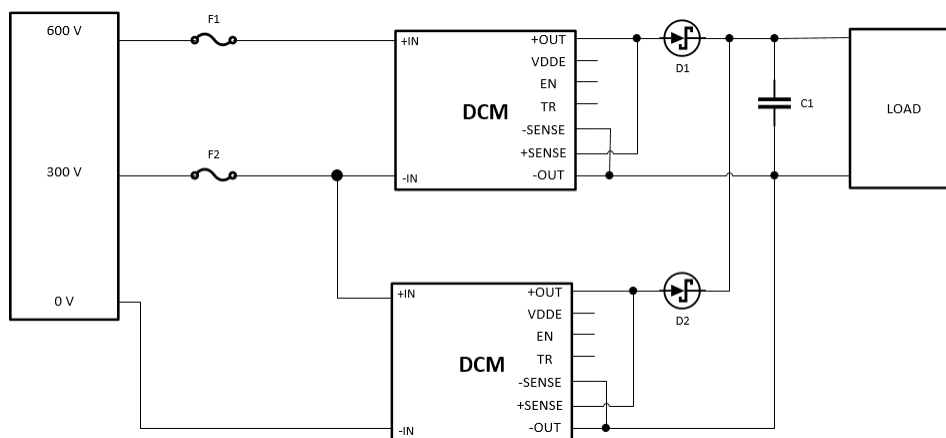 600 V
F1
+IN
+OUT
D1
VDDE
EN
TR
DCM
-SENSE
+SENSE
-OUT
C1
LOAD
300 V
F2
-IN
0 V
+IN
+OUT
D2
VDDE
EN
TR
DCM
-SENSE
+SENSE
-OUT
-IN